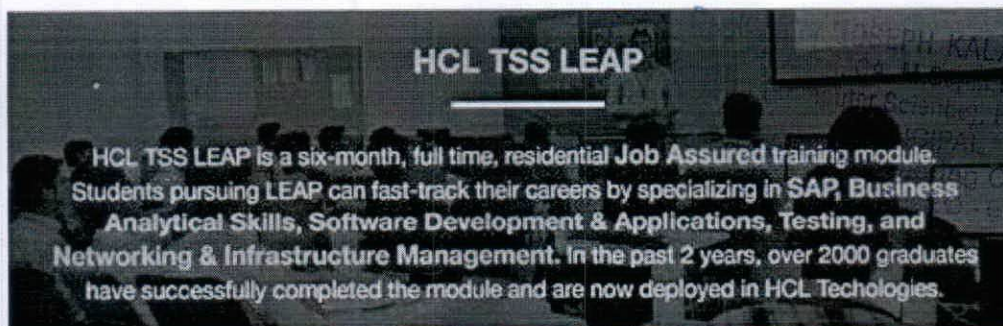 HCL TSS LEAP
JOSEPH
HCL TSS LEAP is a six-month, full time, residential Job Assured training module.
Students pursuing LEAP can fast-track their careers by specializing in SAP, Business
Analytical Skills, Software Development & Applications, Testing, and
Networking & Infrastructure Management. In the past 2 years, over 2000 graduates
have successfully completed the module and are now deployed in HCL Techologies.